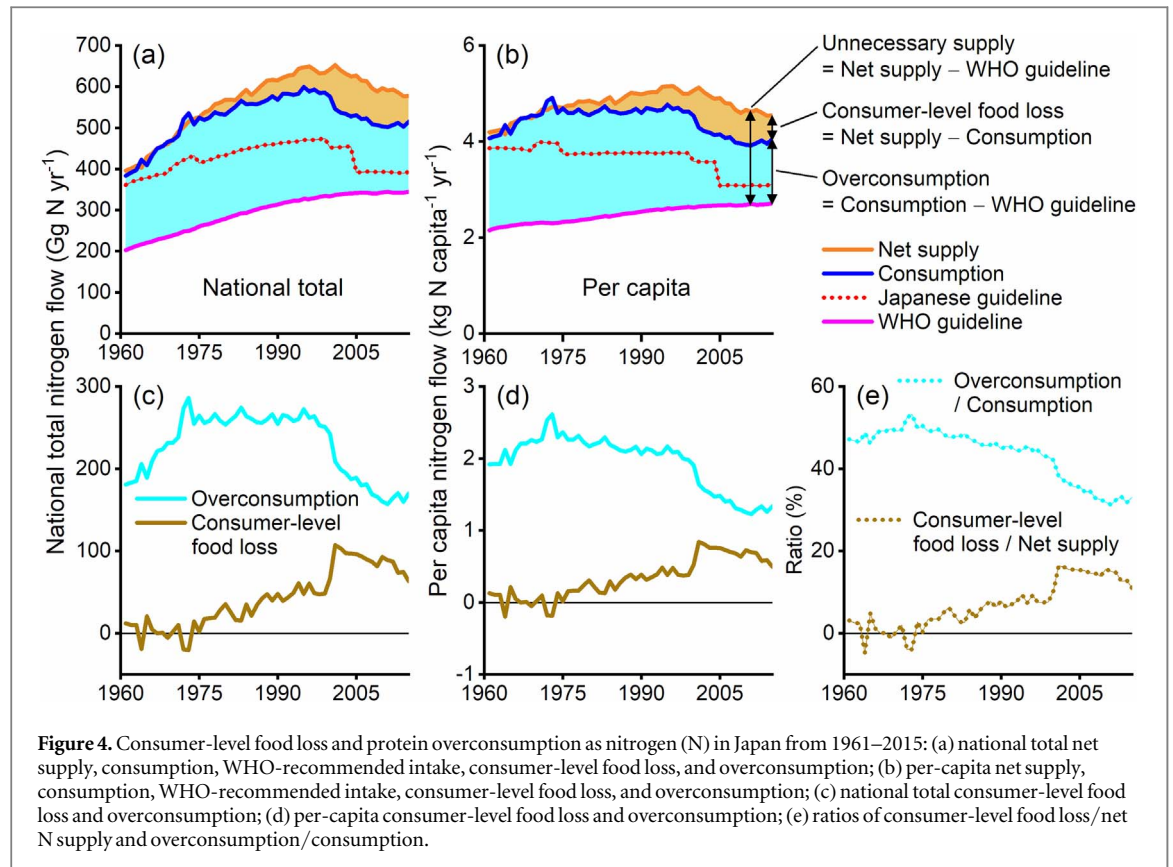 National total nitrogen flow (Gg N yr-1)
700
600
500
400
300
200
100
0
(a)
National total
1960
1975
1990
2005
Per capita nitrogen flow (kg N capita-1 yr-1)
6
4
2
0
(b)
Per capita
1960
1975
1990
2005
Unnecessary supply
= Net supply – WHO guideline
Consumer-level food loss
= Net supply – Consumption
Overconsumption
= Consumption – WHO guideline
Net supply
Consumption
Japanese guideline
WHO guideline
300
200
100
0
(c)
Overconsumption
Consumer-level
food loss
1960
1975
1990
2005
3
2
1
0
-1
(d)
1960
1975
1990
2005
Ratio (%)
60
40
20
0
(e)
Overconsumption
/ Consumption
Consumer-level
food loss / Net supply
1960
1975
1990
2005
Figure 4. Consumer-level food loss and protein overconsumption as nitrogen (N) in Japan from 1961–2015: (a) national total net
supply, consumption, WHO-recommended intake, consumer-level food loss, and overconsumption; (b) per-capita net supply,
consumption, WHO-recommended intake, consumer-level food loss, and overconsumption; (c) national total consumer-level food
loss and overconsumption; (d) per-capita consumer-level food loss and overconsumption; (e) ratios of consumer-level food loss/net
N supply and overconsumption/consumption.